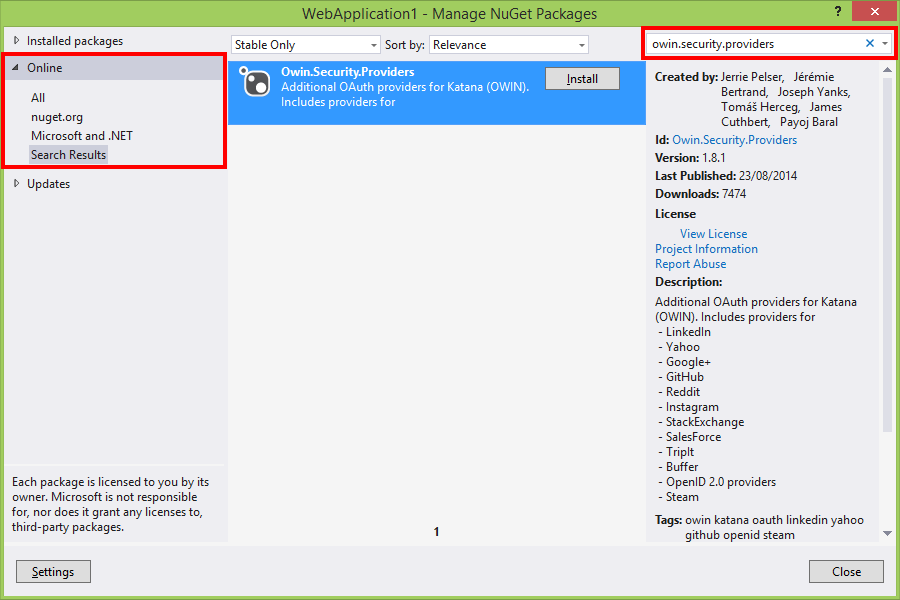 WebApplication1 - Manage NuGet Packages
?
Installed packages
Online
All
nuget.org
Microsoft and .NET
Search Results
Updates
Each package is licensed to you by its
owner. Microsoft is not responsible
for, nor does it grant any licenses to,
third-party packages.
Settings
Stable Only
Sort by: Relevance
Owin.Security.Providers
Additional OAuth providers for Katana (OWIN).
Includes providers for
Install
1
owin.security.providers
Created by: Jerrie Pelser, Jérémie
Bertrand, Joseph Yanks,
Tomáš Herceg, James
Cuthbert, Payoj Baral
Id: Owin.Security.Providers
Version: 1.8.1
Last Published: 23/08/2014
Downloads: 7474
License
View License
Project Information
Report Abuse
Description:
Additional OAuth providers for Katana
(OWIN). Includes providers for
- LinkedIn
- Yahoo
- Google+
- GitHub
- Reddit
- Instagram
- StackExchange
- SalesForce
- TripIt
- Buffer
- OpenID 2.0 providers
- Steam
Tags: owin katana oauth linkedin yahoo
github openid steam
Close